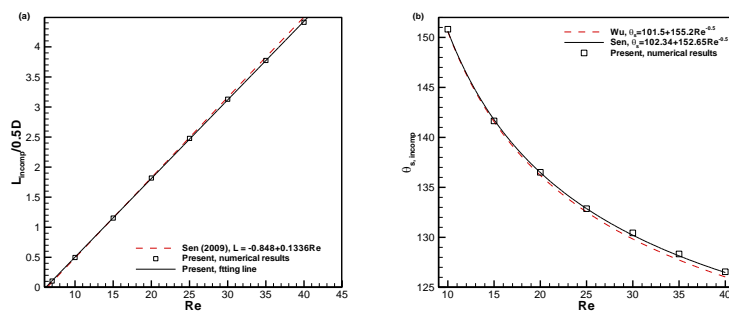 (a)
4
3.5
3
2.5
2
1.5
1
0.5
0
L_incomp/0.5D
Sen (2009), L = -0.848+0.1336Re
Present, numerical results
Present, fitting line
10 15 20 25 30 35 40 45
Re
(b)
150
145
140
135
130
125
θ_s, incomp
Wu, θ_s=101.5+155.2Re^-0.5
Sen, θ_s=102.34+152.65Re^-0.5
Present, numerical results
10 15 20 25 30 35 40
Re